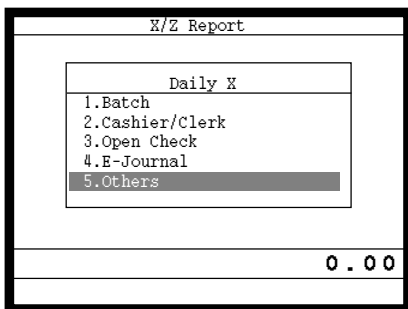 X/Z Report
Daily X
1.Batch
2.Cashier/Clerk
3.Open Check
4.E-Journal
5.Others
0.00